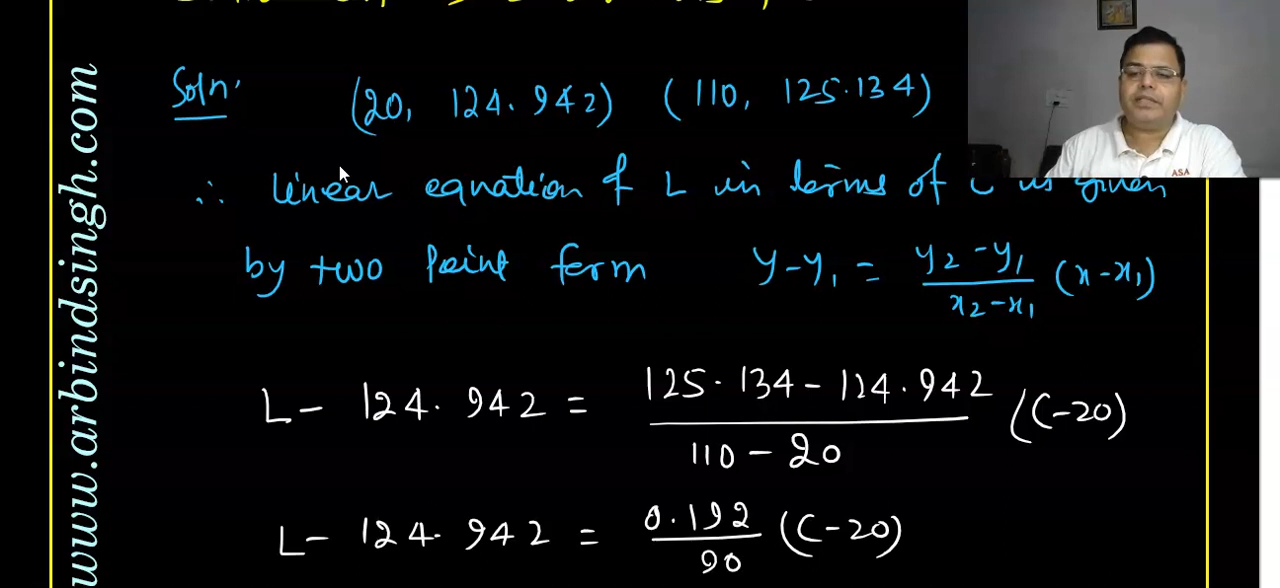 Soln. (20, 124.942) (110, 125.134)
∴ linear equation of L in terms of C is given
by two point form y-y₁ = y₂-y₁/x₂-x₁ (x-x₁)
L- 124.942 = 125.134-124.942/110-20 (C-20)
L- 124.942 = 0.192/90 (C-20)
www.arbindsingh.com
ASA